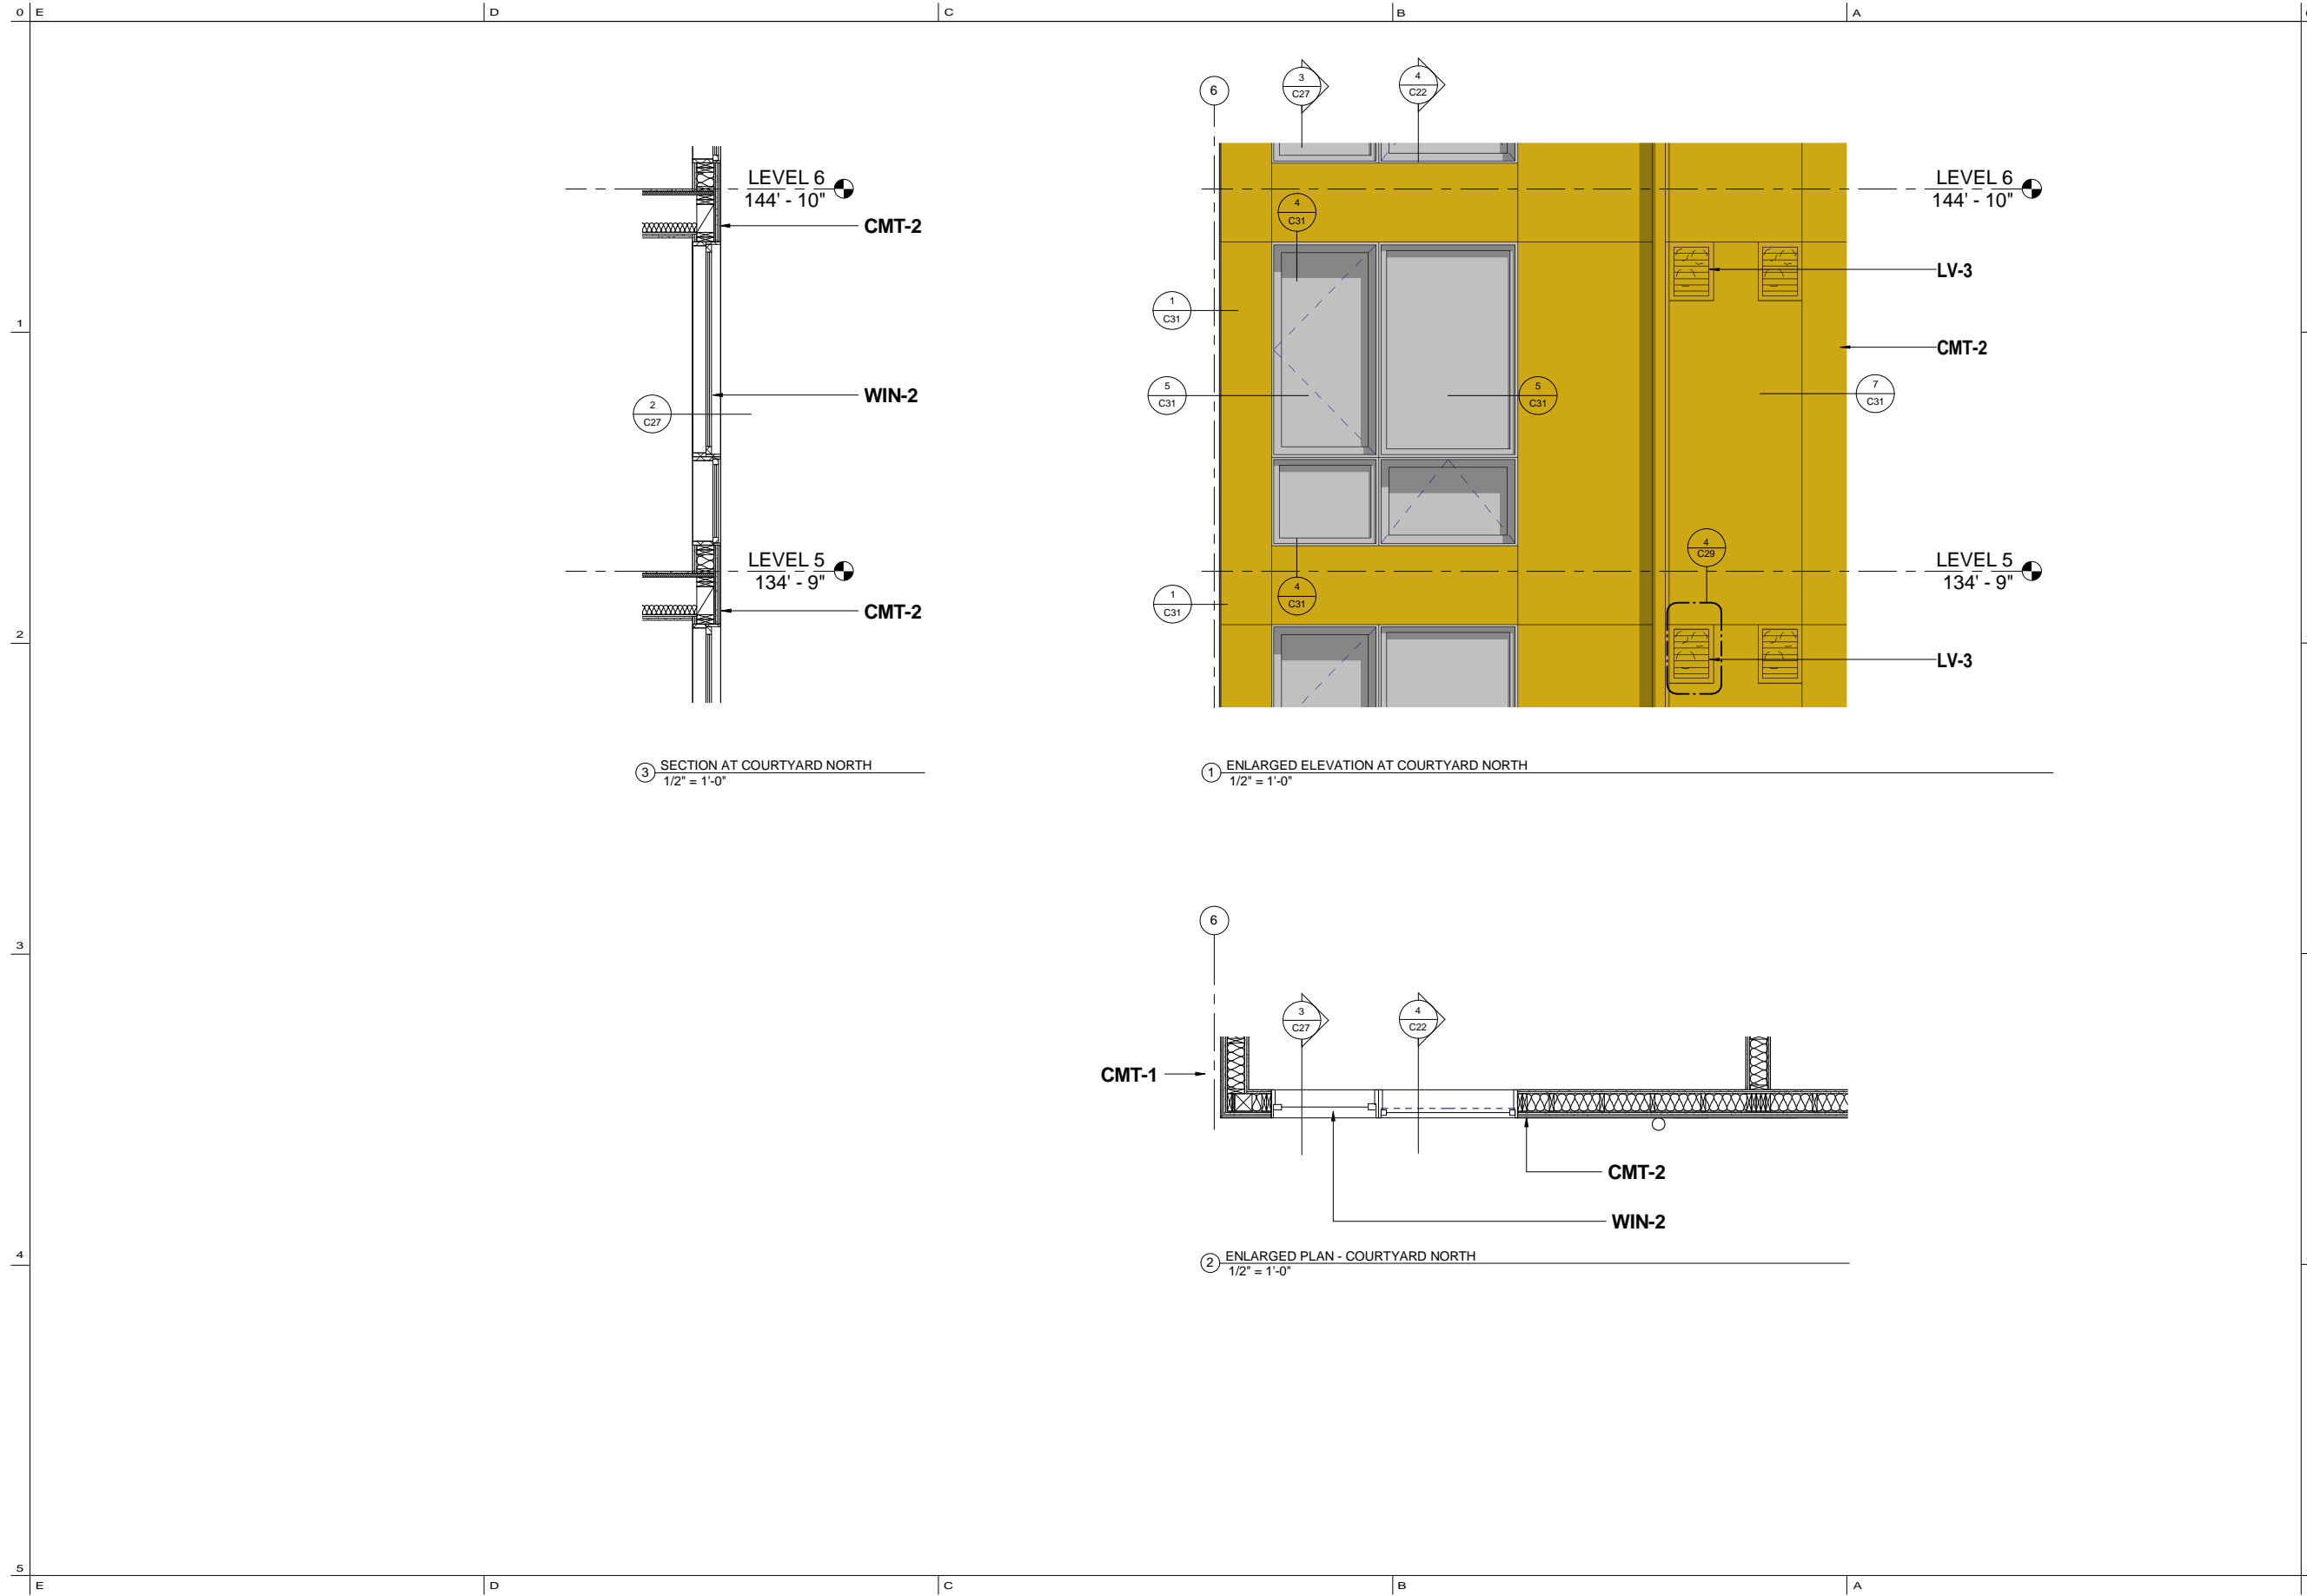 0 E D C B A
6
3
C27
4
C22
LEVEL 6
144' - 10"
CMT-2
WIN-2
2
C27
LEVEL 5
134' - 9"
CMT-2
3 SECTION AT COURTYARD NORTH
1/2" = 1'-0"
4
C31
1
C31
5
C31
5
C31
4
C31
1
C31
4
C29
7
C31
LEVEL 6
144' - 10"
LV-3
CMT-2
LEVEL 5
134' - 9"
LV-3
1 ENLARGED ELEVATION AT COURTYARD NORTH
1/2" = 1'-0"
1
2
3
4
5
6
3
C27
4
C22
CMT-1
CMT-2
WIN-2
2 ENLARGED PLAN - COURTYARD NORTH
1/2" = 1'-0"
E D C B A